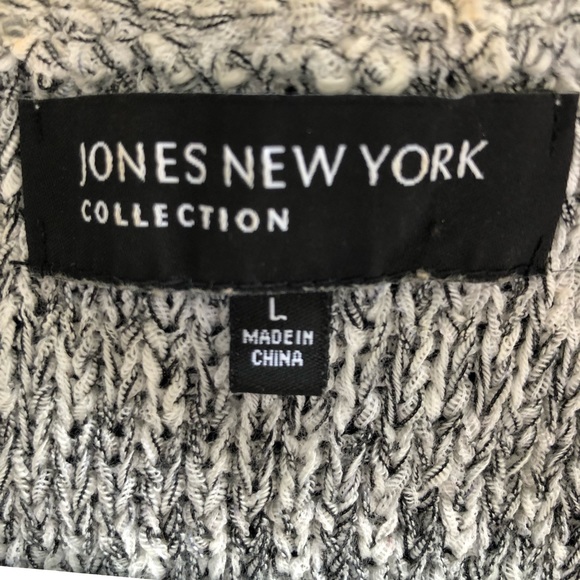 JONES NEW YORK
COLLECTION
L
MADE IN
CHINA